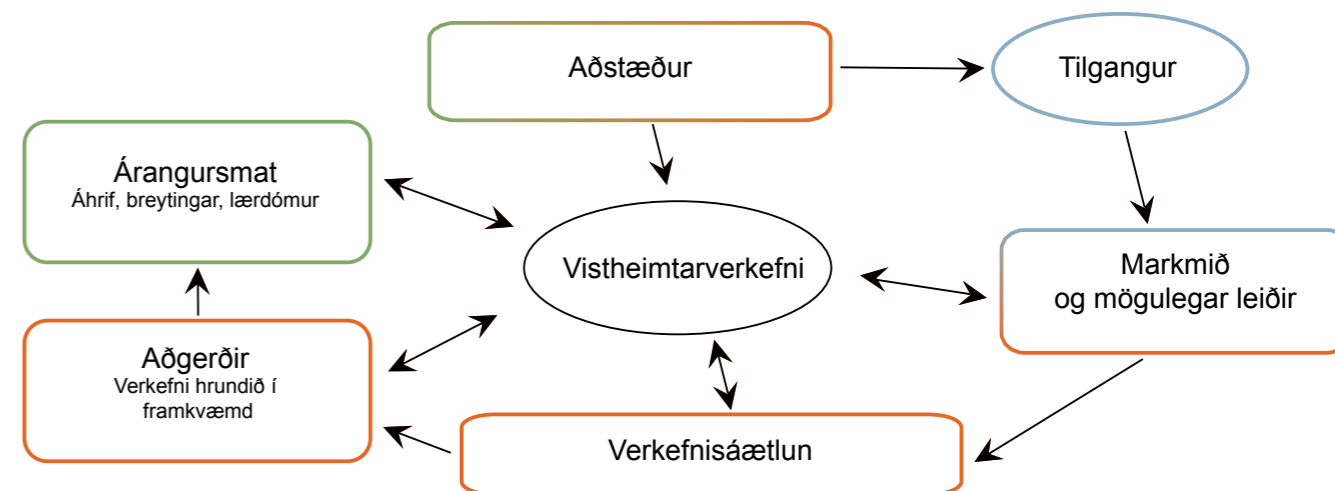 Aðstæður
Tilgangur
Árangursmat
Áhrif, breytingar, lærdómur
Vistheimtarverkefni
Markmið
og mögulegar leiðir
Aðgerðir
Verkefni hrundið í
framkvæmd
Verkefnisáætlun